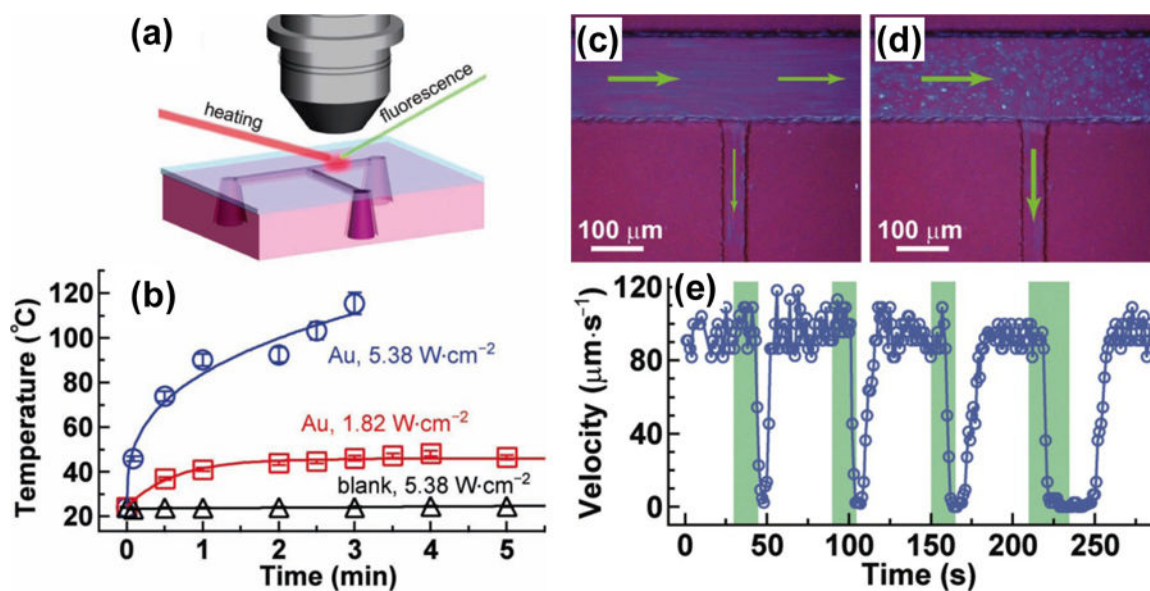 (a)
heating
fluorescence
(b)
Temperature (°C)
120
100
80
60
40
20
Au, 5.38 W·cm⁻²
Au, 1.82 W·cm⁻²
blank, 5.38 W·cm⁻²
0 1 2 3 4 5
Time (min)
(c)
100 μm
(d)
100 μm
(e)
Velocity (μm·s⁻¹)
120
80
40
0
0 50 100 150 200 250
Time (s)